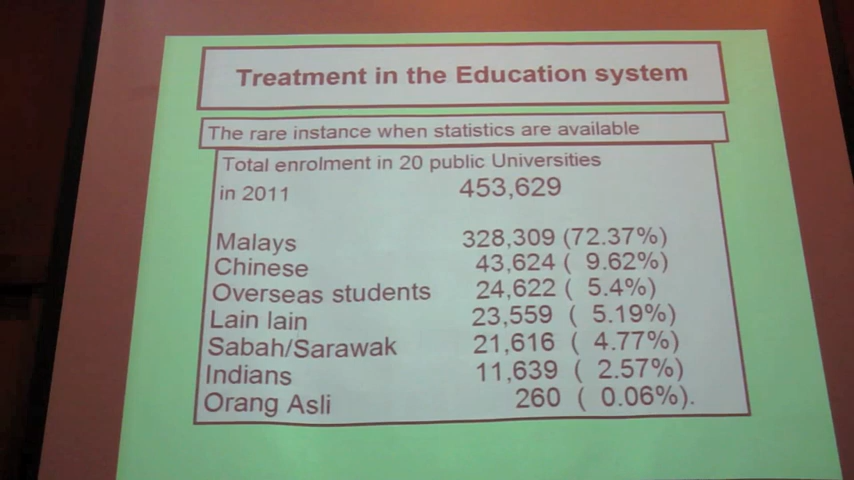 Treatment in the Education system
The rare instance when statistics are available
Total enrolment in 20 public Universities
in 2011 453,629
Malays 328,309 (72.37%)
Chinese 43,624 ( 9.62%)
Overseas students 24,622 ( 5.4%)
Lain lain 23,559 ( 5.19%)
Sabah/Sarawak 21,616 ( 4.77%)
Indians 11,639 ( 2.57%)
Orang Asli 260 ( 0.06%).